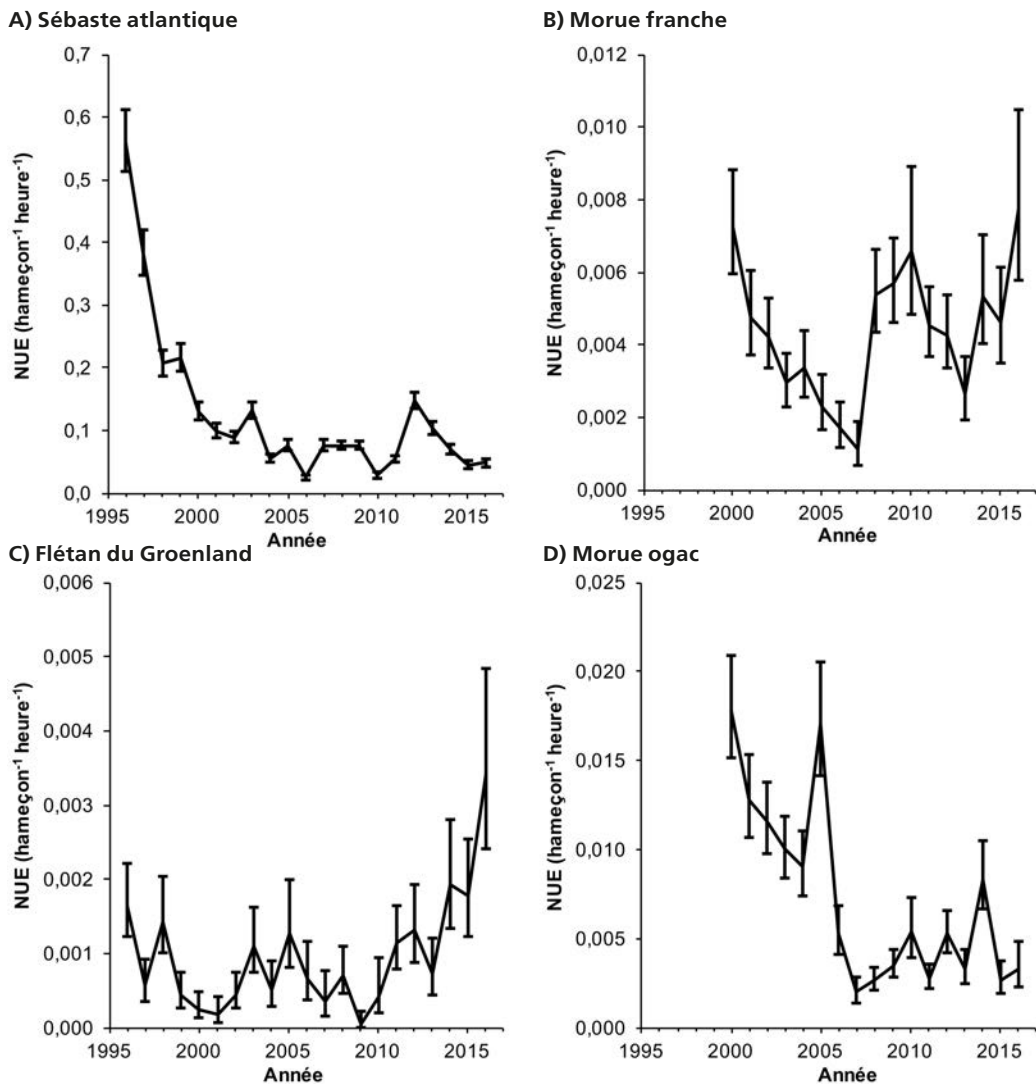 A) Sébaste atlantique
0,7
0,6
0,5
0,4
0,3
0,2
0,1
0,0
NUE (hameçon⁻¹ heure⁻¹)
1995 2000 2005 2010 2015
Année
B) Morue franche
0,012
0,010
0,008
0,006
0,004
0,002
0,000
NUE (hameçon⁻¹ heure⁻¹)
1995 2000 2005 2010 2015
Année
C) Flétan du Groenland
0,006
0,005
0,004
0,003
0,002
0,001
0,000
NUE (hameçon⁻¹ heure⁻¹)
1995 2000 2005 2010 2015
Année
D) Morue ogac
0,025
0,020
0,015
0,010
0,005
0,000
NUE (hameçon⁻¹ heure⁻¹)
1995 2000 2005 2010 2015
Année